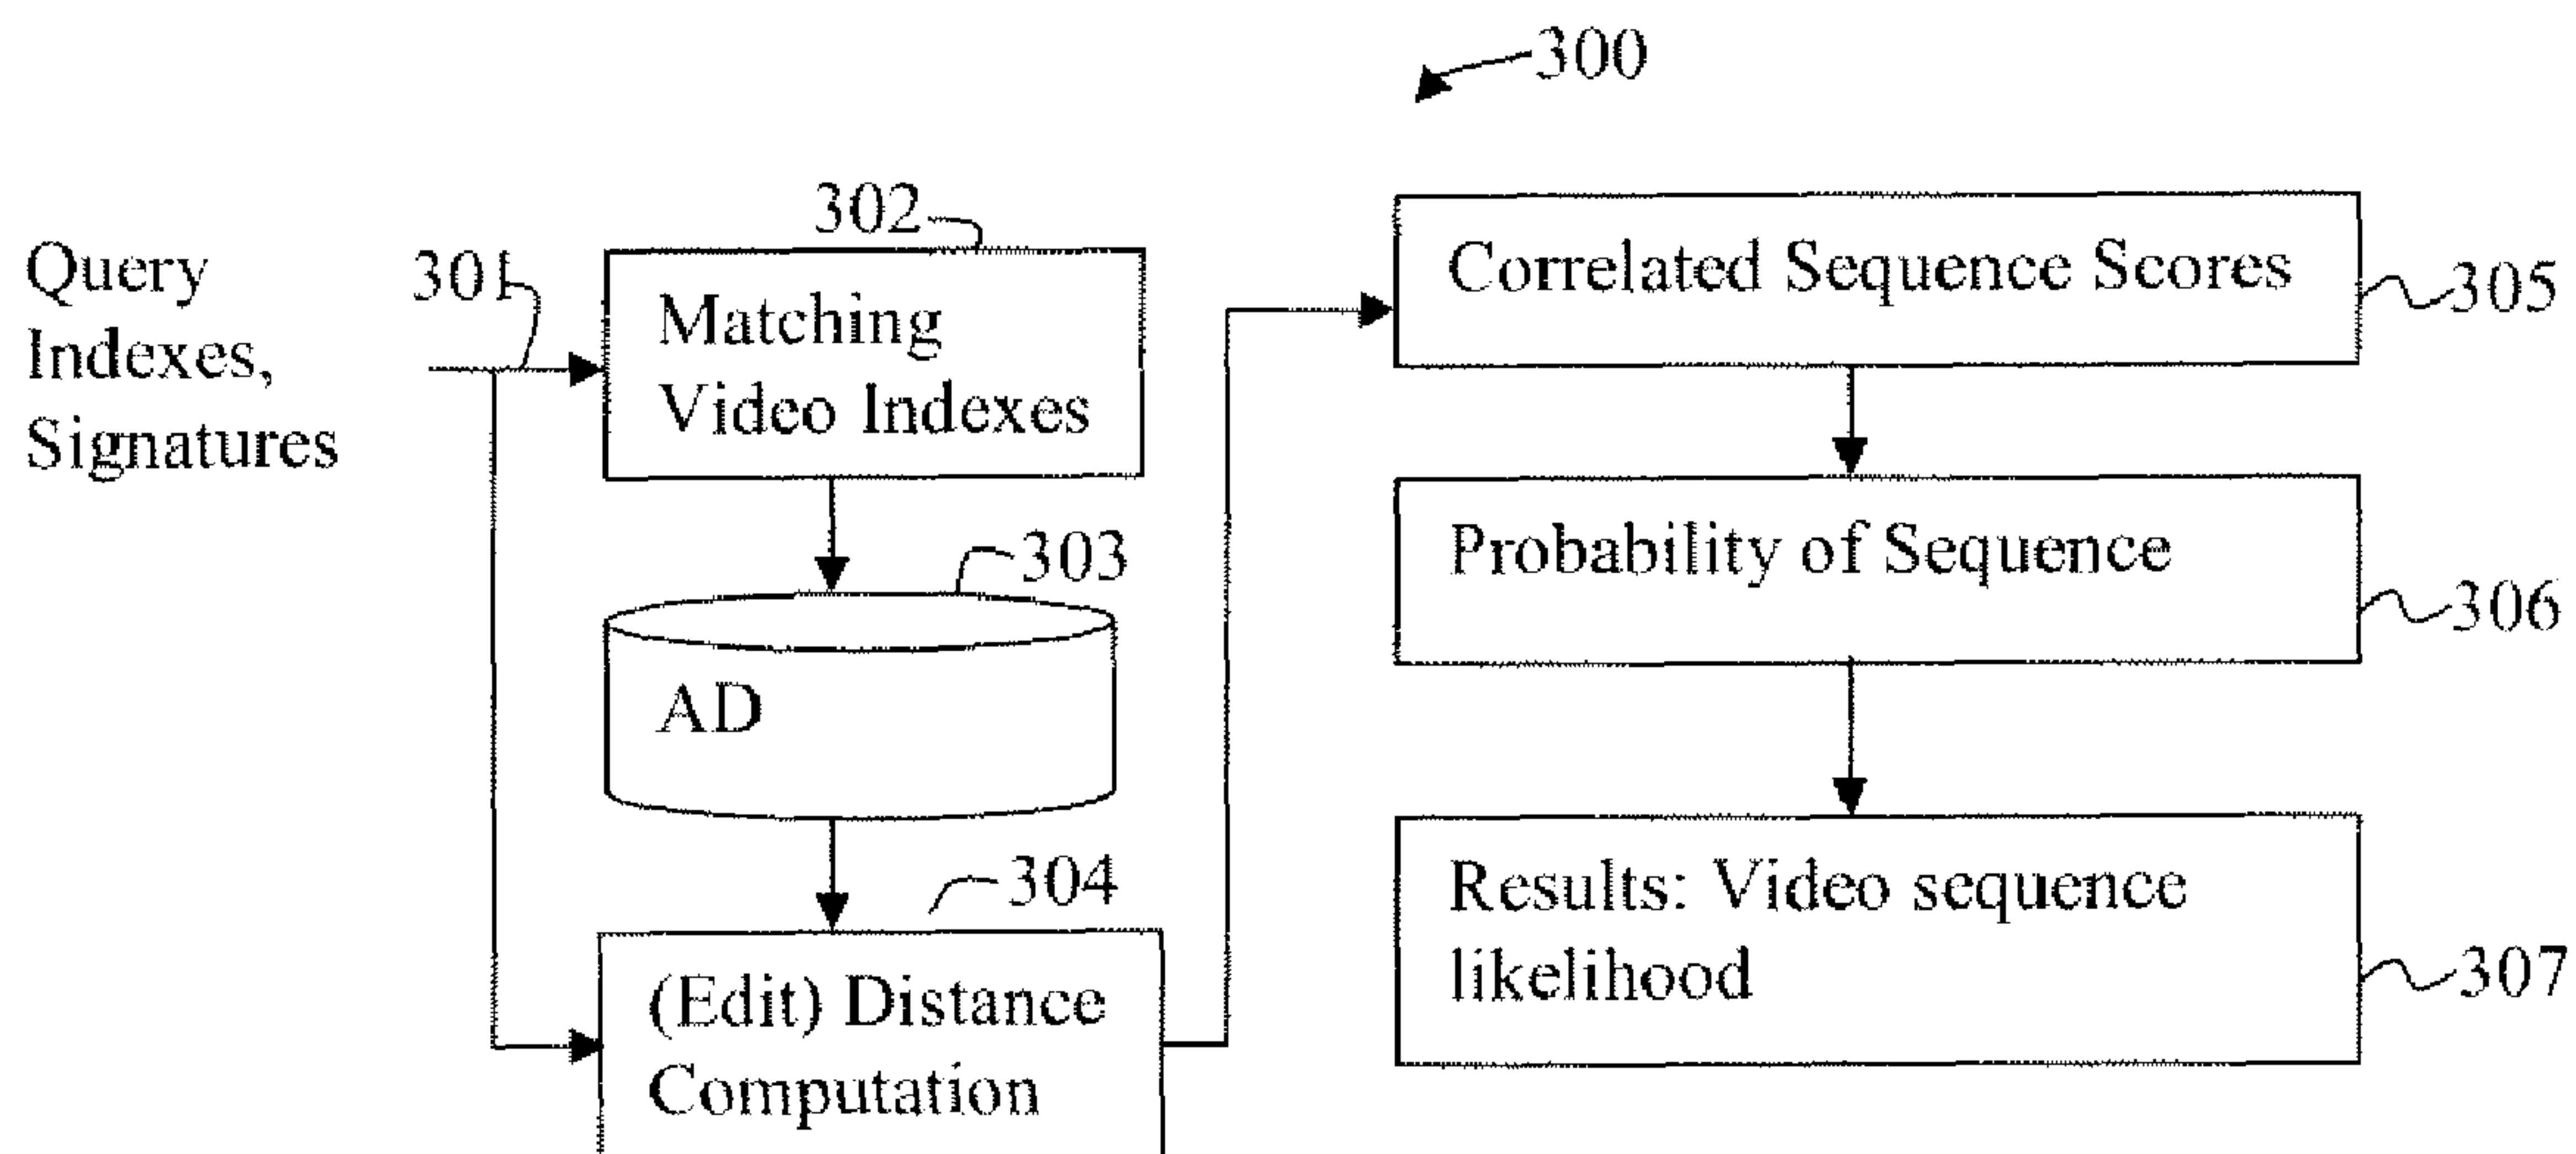 300
Query
Indexes,
Signatures
301
302
Matching
Video Indexes
303
AD
304
(Edit) Distance
Computation
Correlated Sequence Scores
305
Probability of Sequence
306
Results: Video sequence
likelihood
307